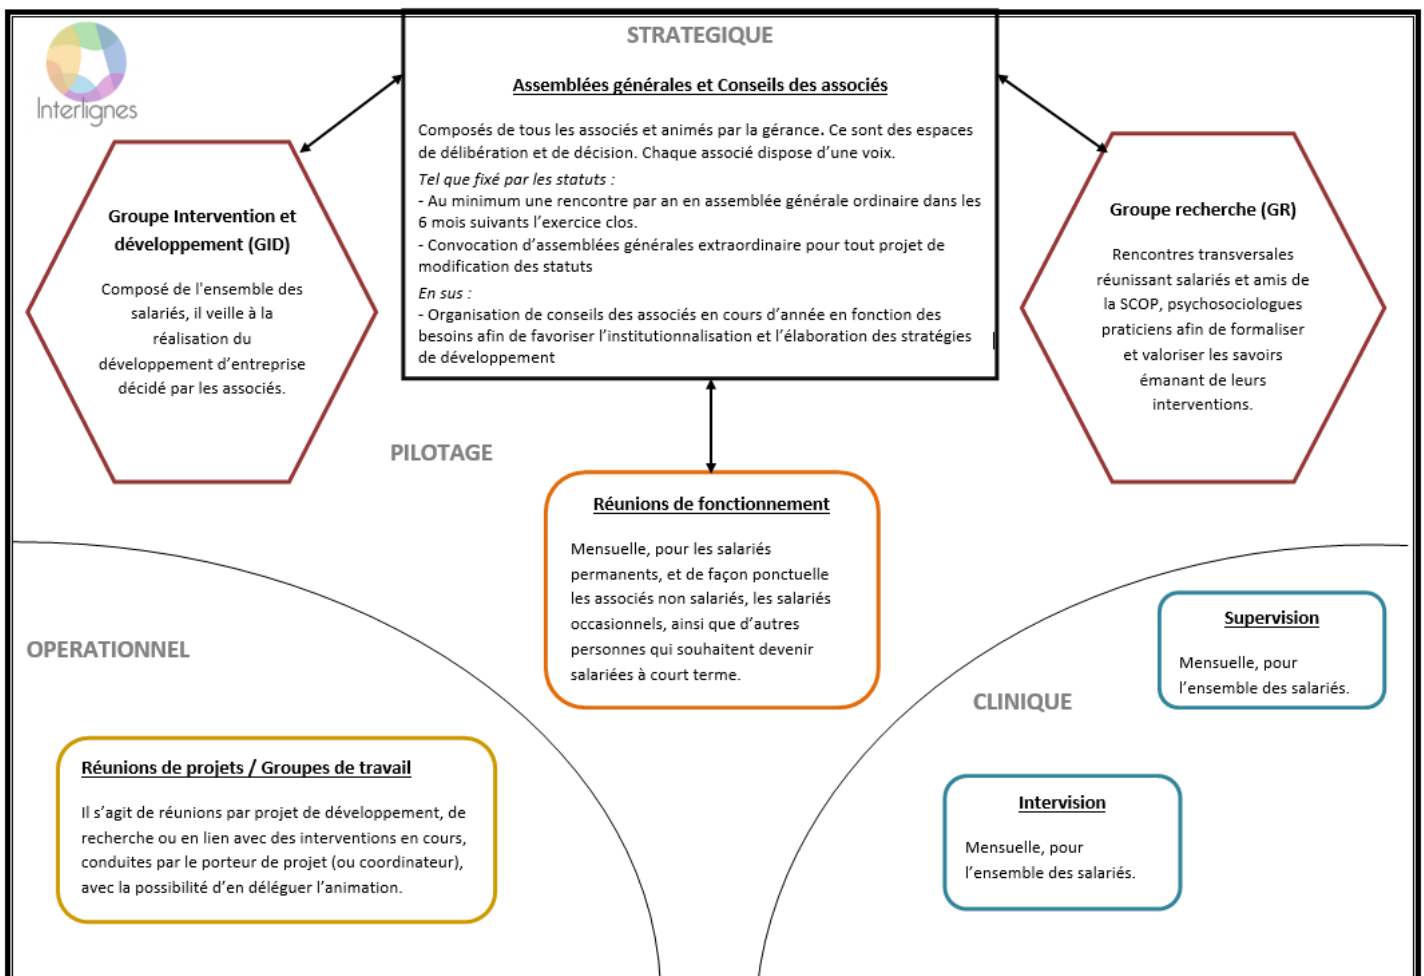 Interlignes
STRATEGIQUE
Assemblées générales et Conseils des associés
Composés de tous les associés et animés par la gérance. Ce sont des espaces
de délibération et de décision. Chaque associé dispose d’une voix.
Tel que fixé par les statuts :
- Au minimum une rencontre par an en assemblée générale ordinaire dans les
6 mois suivants l’exercice clos.
- Convocation d’assemblées générales extraordinaire pour tout projet de
modification des statuts
En sus :
- Organisation de conseils des associés en cours d’année en fonction des
besoins afin de favoriser l’institutionnalisation et l’élaboration des stratégies
de développement
Groupe Intervention et
développement (GID)
Composé de l'ensemble des
salariés, il veille à la
réalisation du
développement d’entreprise
décidé par les associés.
Groupe recherche (GR)
Rencontres transversales
réunissant salariés et amis de
la SCOP, psychosociologues
praticiens afin de formaliser
et valoriser les savoirs
émanant de leurs
interventions.
PILOTAGE
Réunions de fonctionnement
Mensuelle, pour les salariés
permanents, et de façon ponctuelle
les associés non salariés, les salariés
occasionnels, ainsi que d’autres
personnes qui souhaitent devenir
salariées à court terme.
OPERATIONNEL
Réunions de projets / Groupes de travail
Il s’agit de réunions par projet de développement, de
recherche ou en lien avec des interventions en cours,
conduites par le porteur de projet (ou coordinateur),
avec la possibilité d’en déléguer l’animation.
CLINIQUE
Supervision
Mensuelle, pour
l’ensemble des salariés.
Intervision
Mensuelle, pour
l’ensemble des salariés.